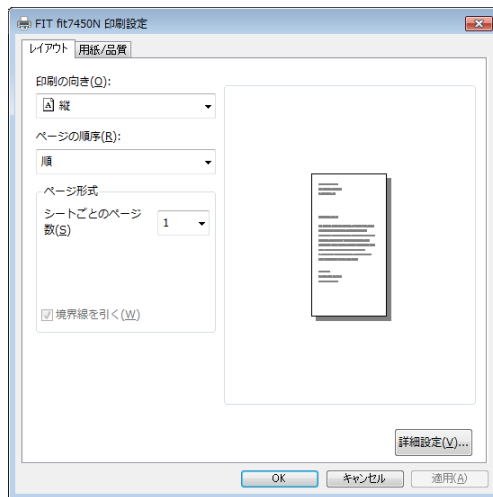 FIT fit7450N 印刷設定
レイアウト 用紙/品質
印刷の向き(O):
A 縦
ページの順序(R):
順
ページ形式
シートごとのページ
数(S)
1
境界線を引く(W)
詳細設定(V)...
OK キャンセル 適用(A)